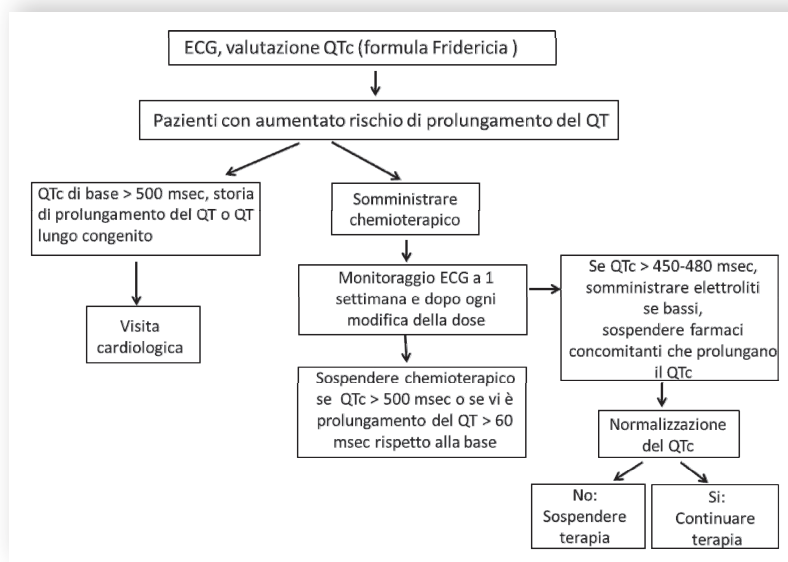 ECG, valutazione QTc (formula Fridericia )
Pazienti con aumentato rischio di prolungamento del QT
QTc di base > 500 msec, storia
di prolungamento del QT o QT
lungo congenito
Visita
cardiologica
Somministrare
chemioterapico
Monitoraggio ECG a 1
settimana e dopo ogni
modifica della dose
Sospendere chemioterapico
se QTc > 500 msec o se vi è
prolungamento del QT > 60
msec rispetto alla base
Se QTc > 450-480 msec,
somministrare elettroliti
se bassi,
sospendere farmaci
concomitanti che prolungano
il QTc
Normalizzazione
del QTc
No:
Sospendere
terapia
Si:
Continuare
terapia